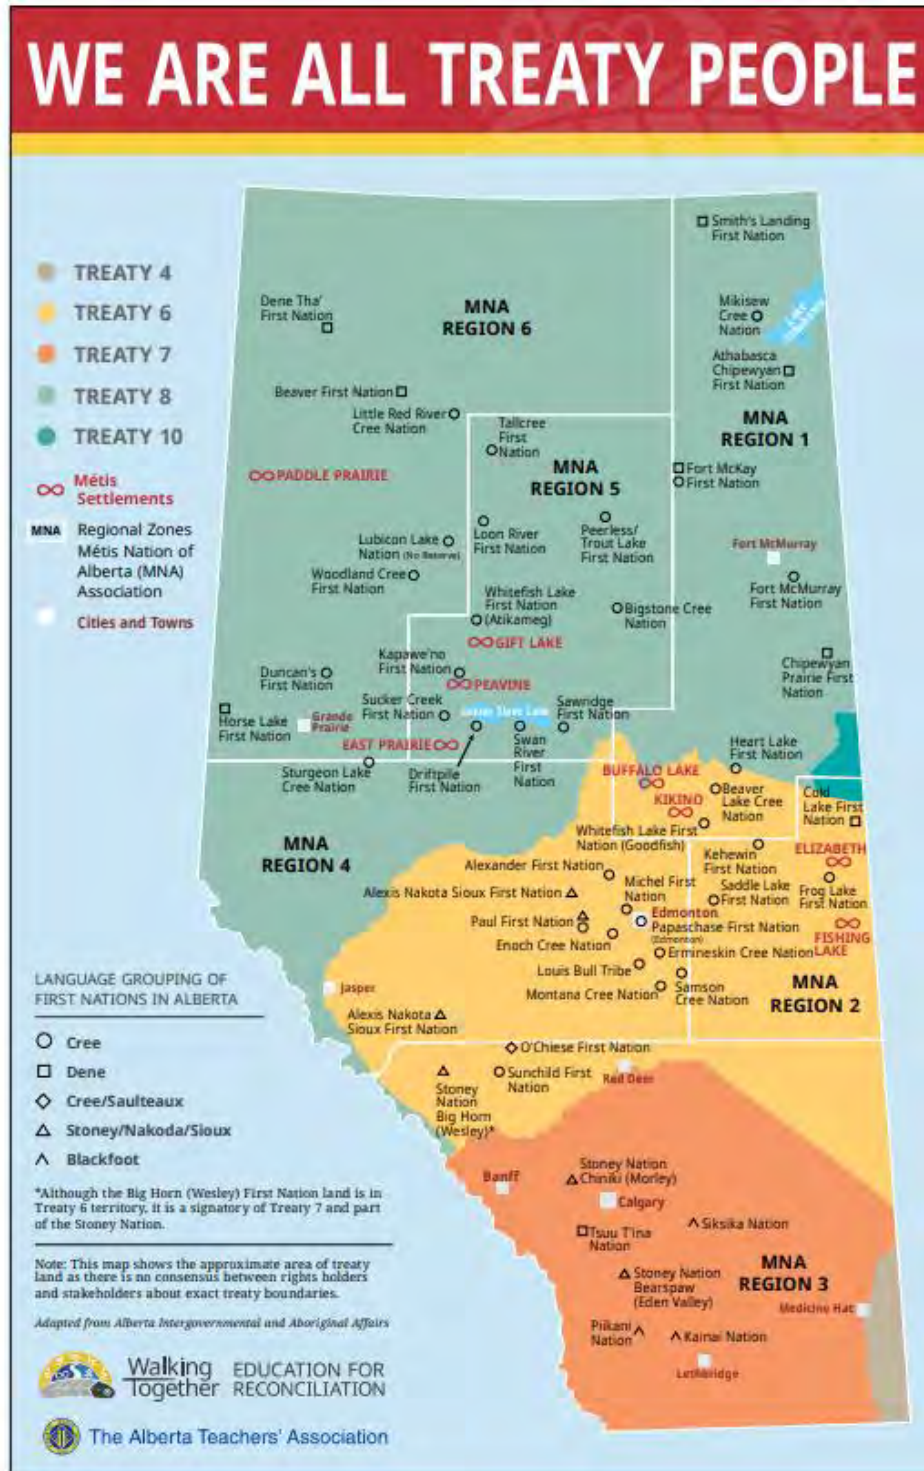 WE ARE ALL TREATY PEOPLE
TREATY 4
TREATY 6
TREATY 7
TREATY 8
TREATY 10
Métis
Settlements
MNA Regional Zones
Métis Nation of
Alberta (MNA)
Association
Cities and Towns
Smith's Landing
First Nation
Dene Tha'
First Nation
MNA
REGION 6
Mikisew
Cree
Nation
Athabasca
Chipewyan
First Nation
Beaver First Nation
Little Red River
Cree Nation
Tallcree
First
Nation
MNA
REGION 1
MNA
REGION 5
PADDLE PRAIRIE
Fort McKay
First Nation
Lubicon Lake
Nation (No Reserve)
Loon River
First Nation
Peerless/
Trout Lake
First Nation
Fort McMurray
Woodland Cree
First Nation
Fort McMurray
First Nation
Whitefish Lake
First Nation
(Atikameg)
Bigstone Cree
Nation
GIFT LAKE
Kapawe'no
First Nation
Duncan's
First Nation
PEAVINE
Chipewyan
Prairie First
Nation
Sucker Creek
First Nation
Sawridge
First Nation
Horse Lake
First Nation
Grande
Prairie
EAST PRAIRIE
Swan
River
First
Nation
Heart Lake
First Nation
Sturgeon Lake
Cree Nation
Driftpile
First Nation
BUFFALO LAKE
Beaver
Lake Cree
Nation
Cold
Lake First
Nation
KIKINO
Whitefish Lake First
Nation (Goodfish)
MNA
REGION 4
Kehewin
First Nation
ELIZABETH
Alexander First Nation
Michel First
Nation
Saddle Lake
First Nation
Frog Lake
First Nation
Alexis Nakota Sioux First Nation
Paul First Nation
Edmonton
Papaschase First Nation
(Edmonton)
FISHING
LAKE
Enoch Cree Nation
Ermineskin Cree Nation
Louis Bull Tribe
Montana Cree Nation
Samson
Cree Nation
MNA
REGION 2
Jasper
Alexis Nakota
Sioux First Nation
O'Chiese First Nation
Sunchild First
Nation
Red Deer
Stoney
Nation
Big Horn
(Wesley)*
Banff
Stoney Nation
Chiniki (Morley)
Calgary
Siksika Nation
Tsuu T'ina
Nation
MNA
REGION 3
Stoney Nation
Bearspaw
(Eden Valley)
Medicine Hat
Piikani
Nation
Kainai Nation
Lethbridge
LANGUAGE GROUPING OF
FIRST NATIONS IN ALBERTA
Cree
Dene
Cree/Saulteaux
Stoney/Nakoda/Sioux
Blackfoot
*Although the Big Horn (Wesley) First Nation land is in
Treaty 6 territory, it is a signatory of Treaty 7 and part
of the Stoney Nation.
Note: This map shows the approximate area of treaty
land as there is no consensus between rights holders
and stakeholders about exact treaty boundaries.
Adapted from Alberta Intergovernmental and Aboriginal Affairs
Walking
Together
EDUCATION FOR
RECONCILIATION
The Alberta Teachers' Association